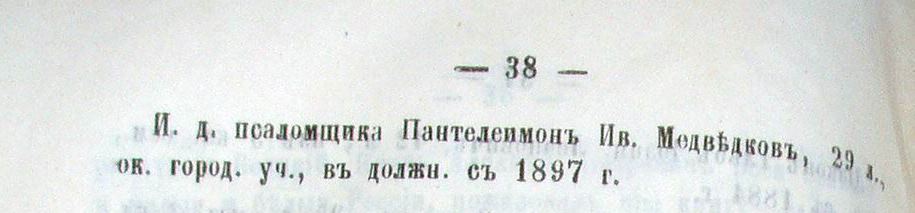 — 38 —
И. д. псаломщика Пантелеимонъ Ив. Медвѣдковъ, 29 л.,
ок. город. уч., въ должн. съ 1897 г.